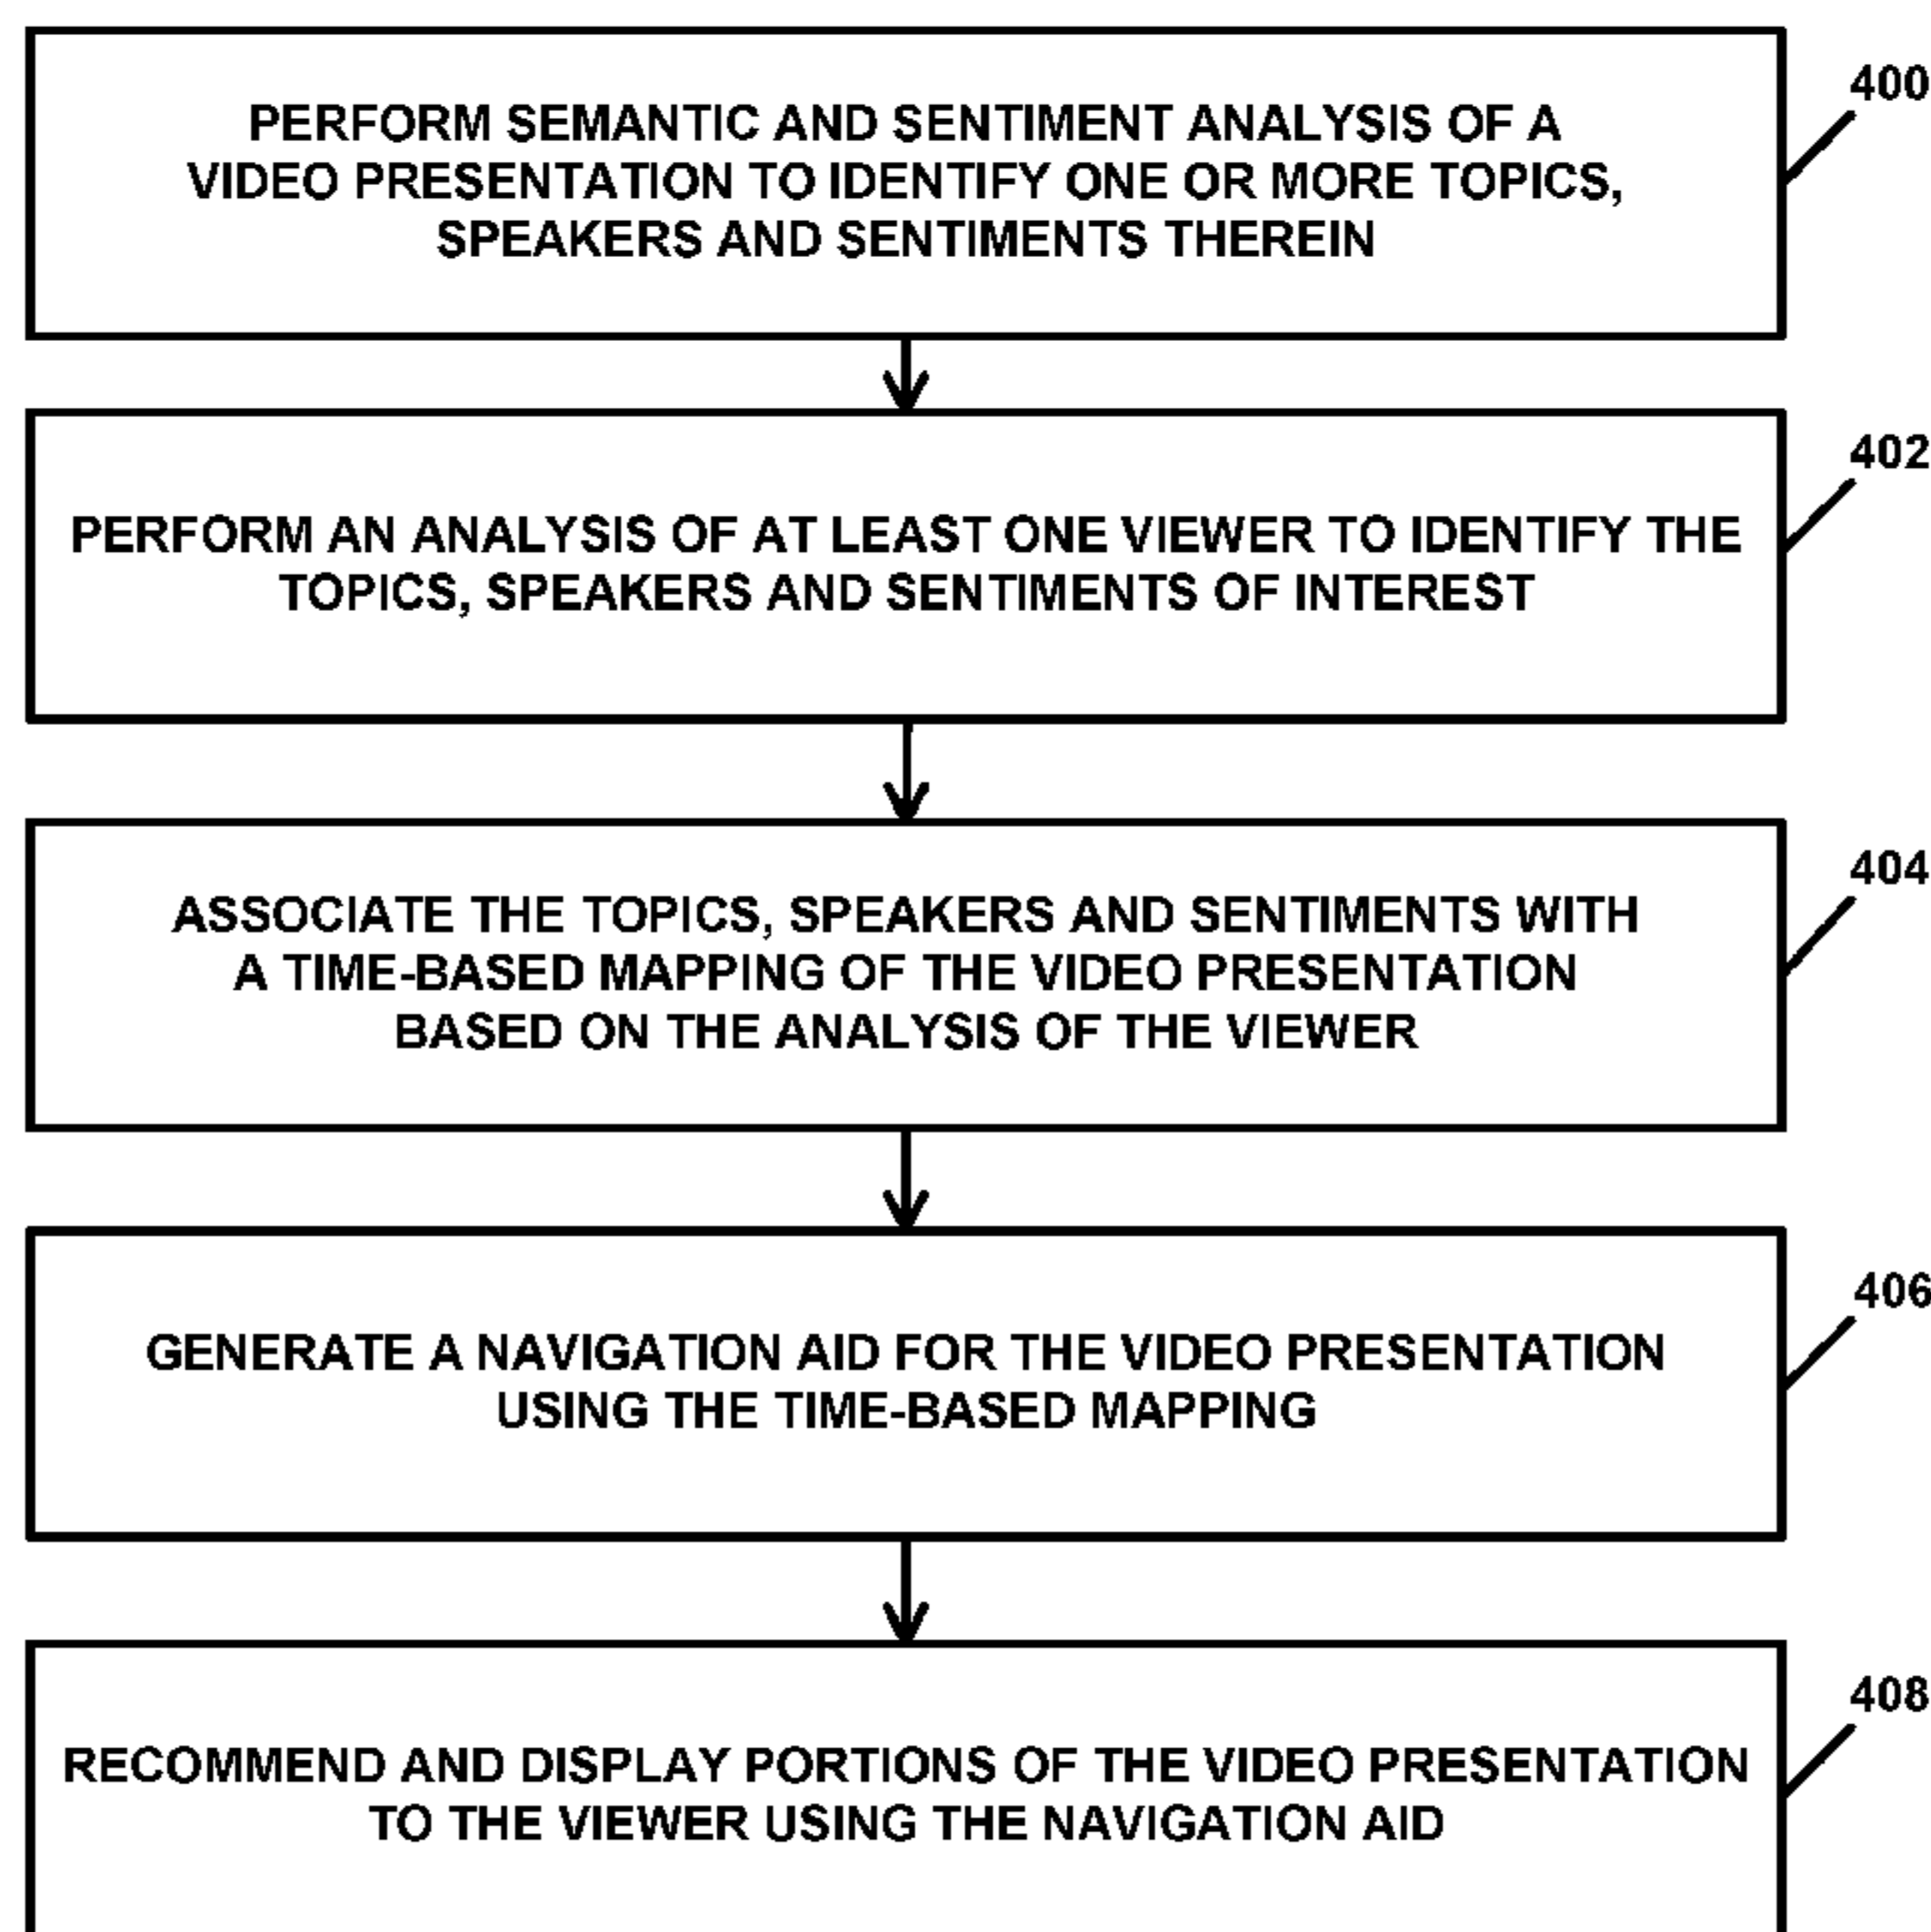 400
PERFORM SEMANTIC AND SENTIMENT ANALYSIS OF A
VIDEO PRESENTATION TO IDENTIFY ONE OR MORE TOPICS,
SPEAKERS AND SENTIMENTS THEREIN
402
PERFORM AN ANALYSIS OF AT LEAST ONE VIEWER TO IDENTIFY THE
TOPICS, SPEAKERS AND SENTIMENTS OF INTEREST
404
ASSOCIATE THE TOPICS, SPEAKERS AND SENTIMENTS WITH
A TIME-BASED MAPPING OF THE VIDEO PRESENTATION
BASED ON THE ANALYSIS OF THE VIEWER
406
GENERATE A NAVIGATION AID FOR THE VIDEO PRESENTATION
USING THE TIME-BASED MAPPING
408
RECOMMEND AND DISPLAY PORTIONS OF THE VIDEO PRESENTATION
TO THE VIEWER USING THE NAVIGATION AID